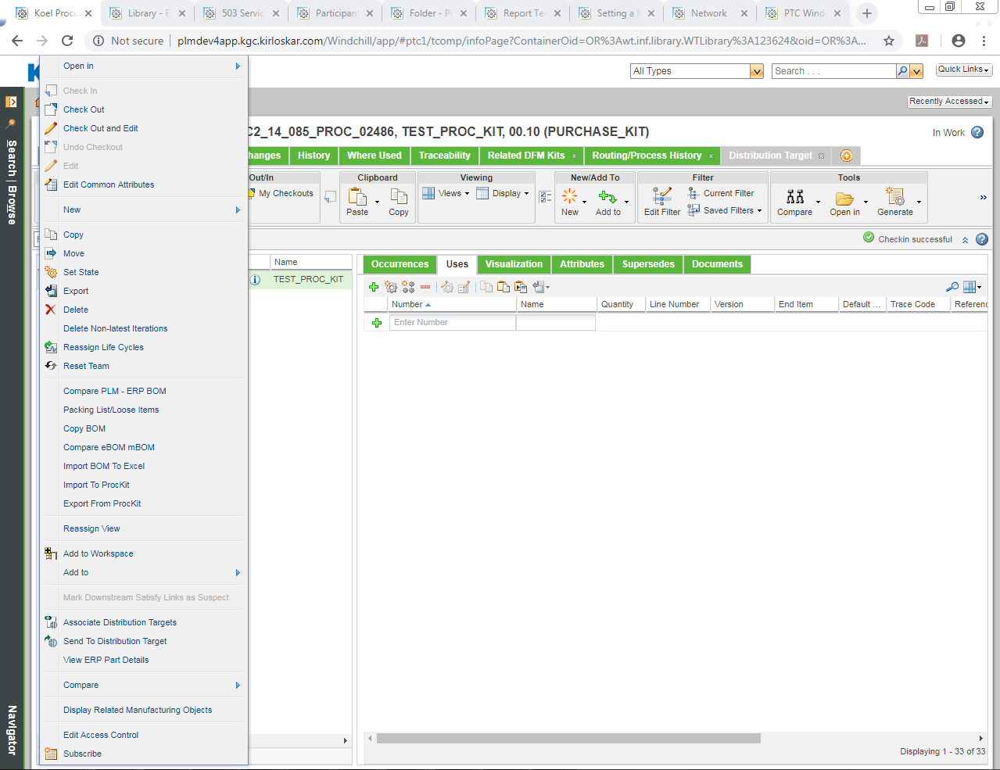 Koel Procu
Library - E
503 Servic
Participant
Folder - Pr
Report Ter
Setting a
Network
PTC Wind
Not secure | plmdev4app.kgc.kirloskar.com/Windchill/app/#ptc1/tcomp/infoPage?ContainerOid=OR%3Awt.inf.library.WTLibrary%3A123624&oid=OR%3A...
K
All Types
Search . . .
Quick Links
Recently Accessed
C2_14_085_PROC_02486, TEST_PROC_KIT, 00.10 (PURCHASE_KIT)
In Work
hanges
History
Where Used
Traceability
Related DFM Kits
Routing/Process History
Distribution Target
Out/In
Clipboard
Viewing
New/Add To
Filter
Tools
My Checkouts
Paste
Copy
Views
Display
New
Add to
Edit Filter
Current Filter
Saved Filters
Compare
Open in
Generate
»
Checkin successful
Name
TEST_PROC_KIT
Occurrences
Uses
Visualization
Attributes
Supersedes
Documents
Number
Name
Quantity
Line Number
Version
End Item
Default ...
Trace Code
Referenc
Enter Number
Displaying 1 - 33 of 33
Search | Browse
Navigator
Open in
Check In
Check Out
Check Out and Edit
Undo Checkout
Edit
Edit Common Attributes
New
Copy
Move
Set State
Export
Delete
Delete Non-latest Iterations
Reassign Life Cycles
Reset Team
Compare PLM - ERP BOM
Packing List/Loose Items
Copy BOM
Compare eBOM mBOM
Import BOM To Excel
Import To ProcKit
Export From ProcKit
Reassign View
Add to Workspace
Add to
Mark Downstream Satisfy Links as Suspect
Associate Distribution Targets
Send To Distribution Target
View ERP Part Details
Compare
Display Related Manufacturing Objects
Edit Access Control
Subscribe